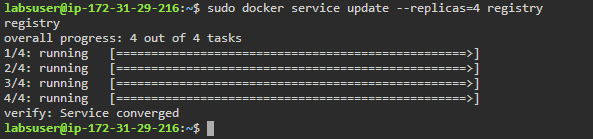 labsuser@ip-172-31-29-216:~$ sudo docker service update --replicas=4 registry
registry
overall progress: 4 out of 4 tasks
1/4: running   [==================================================>]
2/4: running   [==================================================>]
3/4: running   [==================================================>]
4/4: running   [==================================================>]
verify: Service converged
labsuser@ip-172-31-29-216:~$